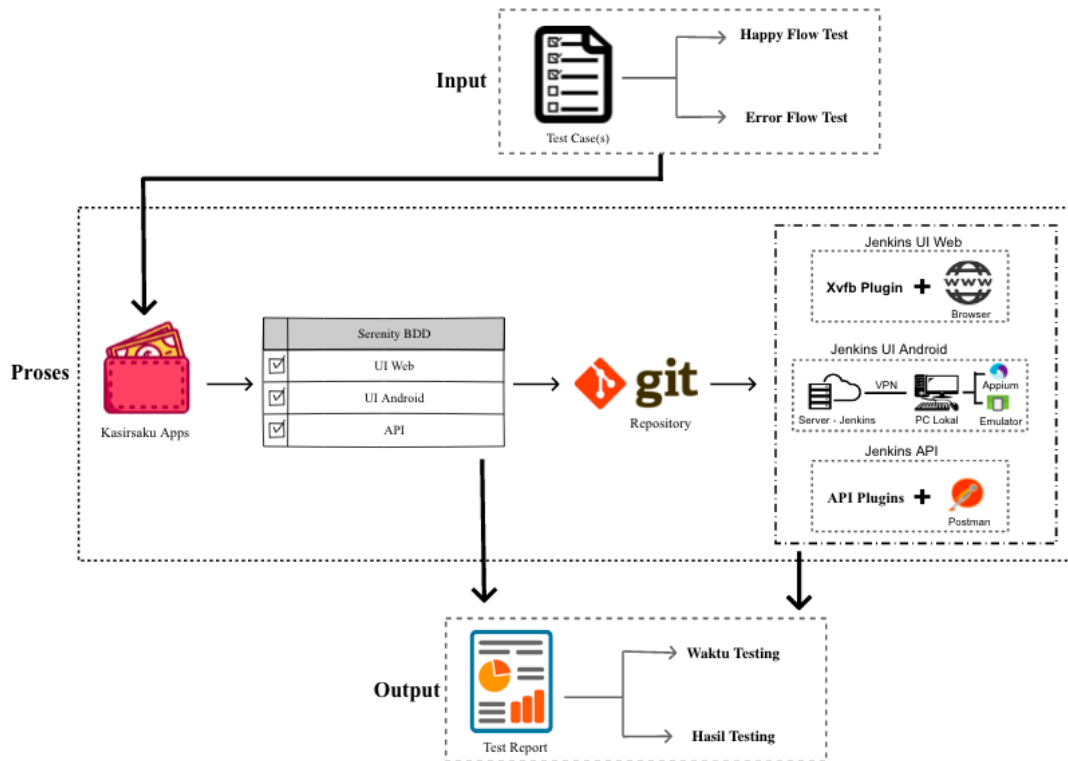 Input
Test Case(s)
Happy Flow Test
Error Flow Test
Proses
Kasirsaku Apps
Serenity BDD
UI Web
UI Android
API
git
Repository
Jenkins UI Web
Xvfb Plugin +
WWW
Browser
Jenkins UI Android
Server - Jenkins
VPN
PC Lokal
Appium
Emulator
Jenkins API
API Plugins +
Postman
Output
Test Report
Waktu Testing
Hasil Testing